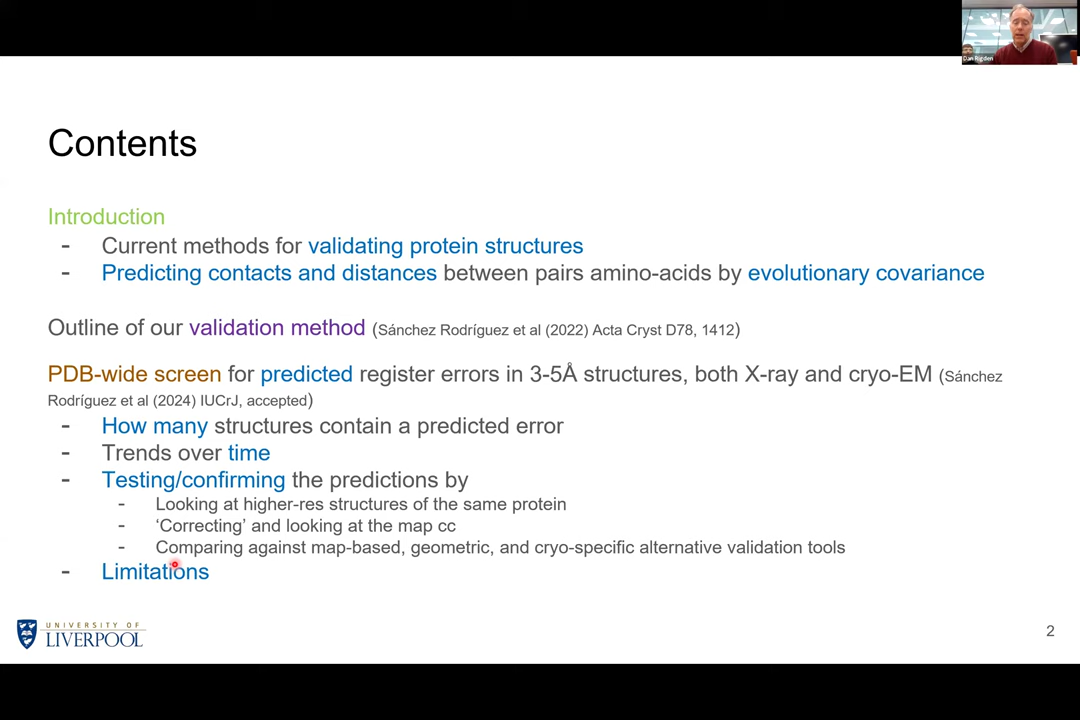 Dan Rigden
Contents
Introduction
- Current methods for validating protein structures
- Predicting contacts and distances between pairs amino-acids by evolutionary covariance
Outline of our validation method (Sánchez Rodríguez et al (2022) Acta Cryst D78, 1412)
PDB-wide screen for predicted register errors in 3-5Å structures, both X-ray and cryo-EM (Sánchez
Rodríguez et al (2024) IUCrJ, accepted)
- How many structures contain a predicted error
- Trends over time
- Testing/confirming the predictions by
- Looking at higher-res structures of the same protein
- ‘Correcting’ and looking at the map cc
- Comparing against map-based, geometric, and cryo-specific alternative validation tools
- Limitations
UNIVERSITY OF
LIVERPOOL
2